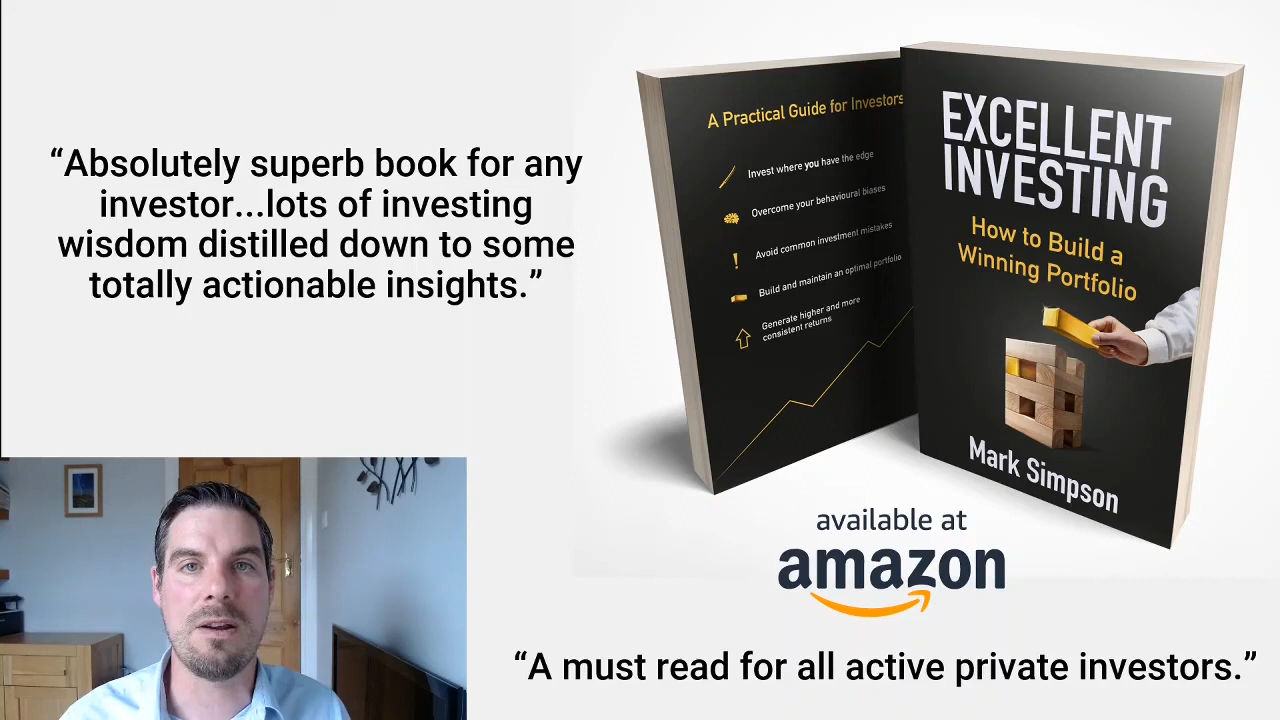 “Absolutely superb book for any
investor...lots of investing
wisdom distilled down to some
totally actionable insights.”
A Practical Guide for Investors
Invest where you have the edge
Overcome your behavioural biases
Avoid common investment mistakes
Build and maintain an optimal portfolio
Generate higher and more
consistent returns
EXCELLENT
INVESTING
How to Build a
Winning Portfolio
Mark Simpson
available at
amazon
“A must read for all active private investors.”